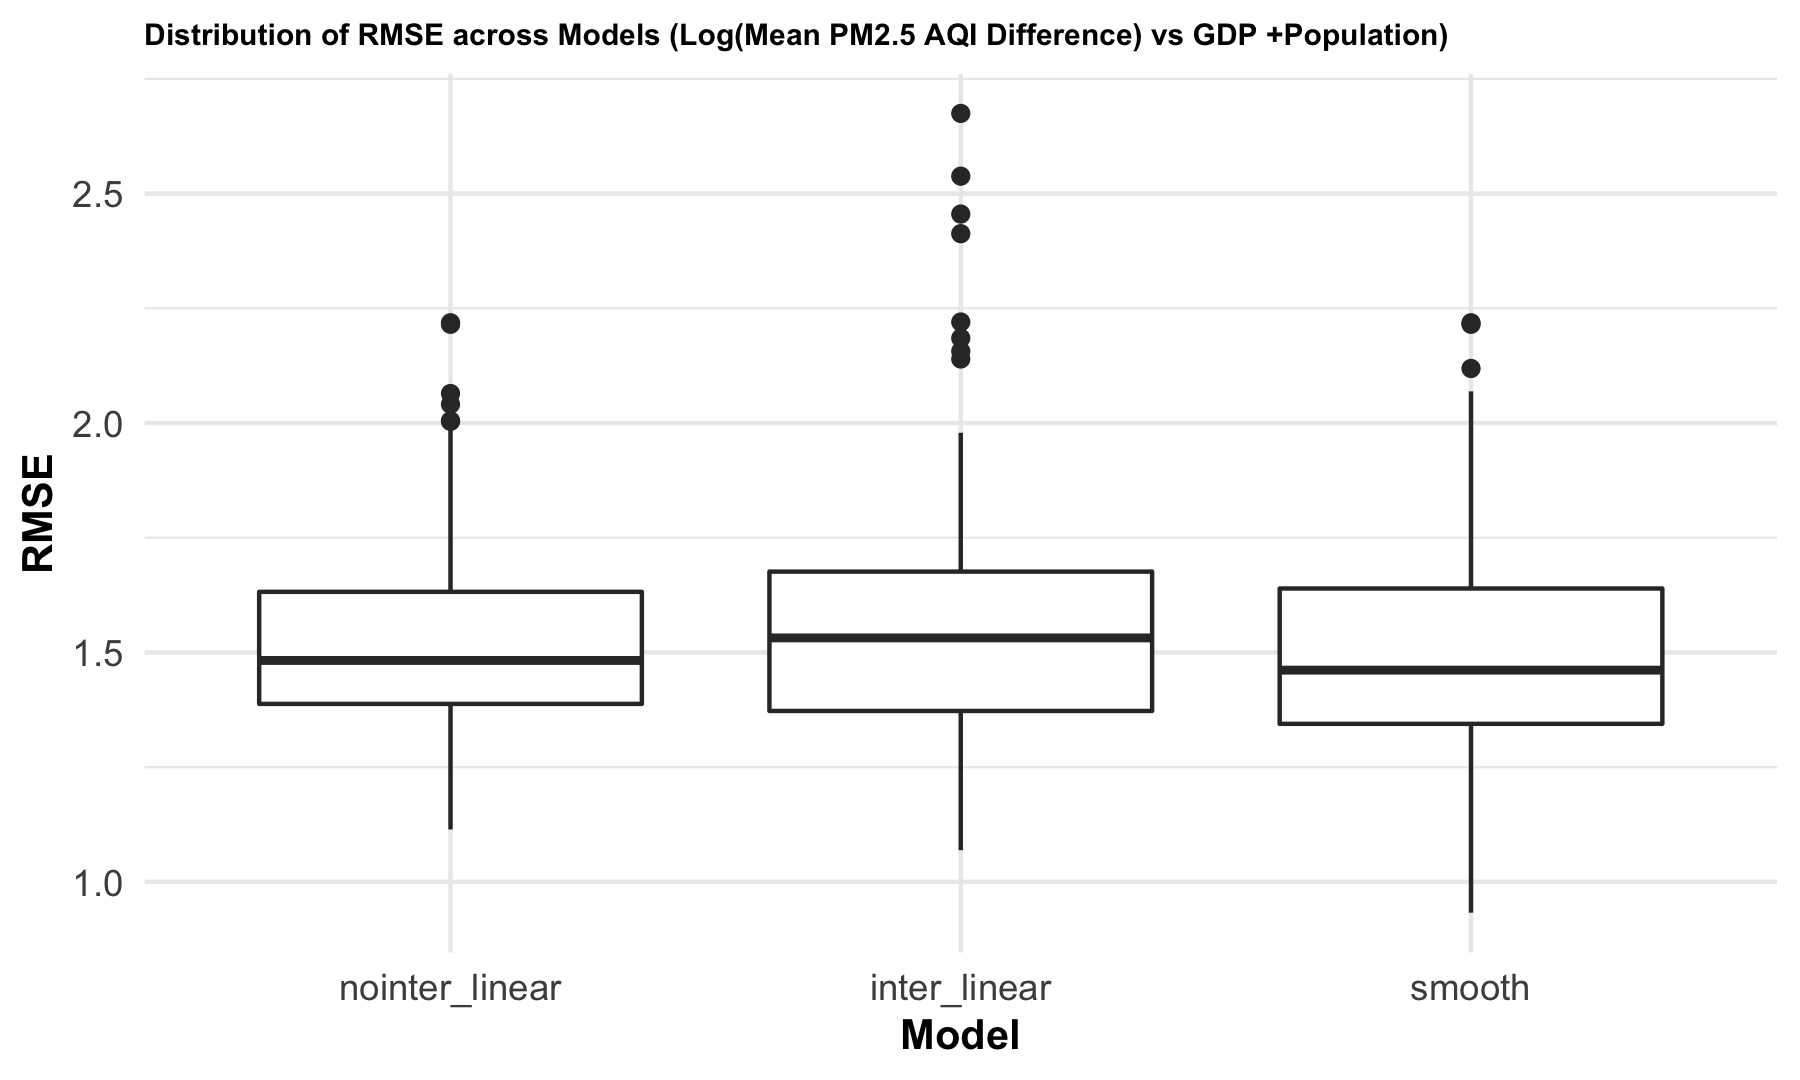 Distribution of RMSE across Models (Log(Mean PM2.5 AQI Difference) vs GDP +Population)
RMSE
2.5
2.0
1.5
1.0
nointer_linear
inter_linear
smooth
Model